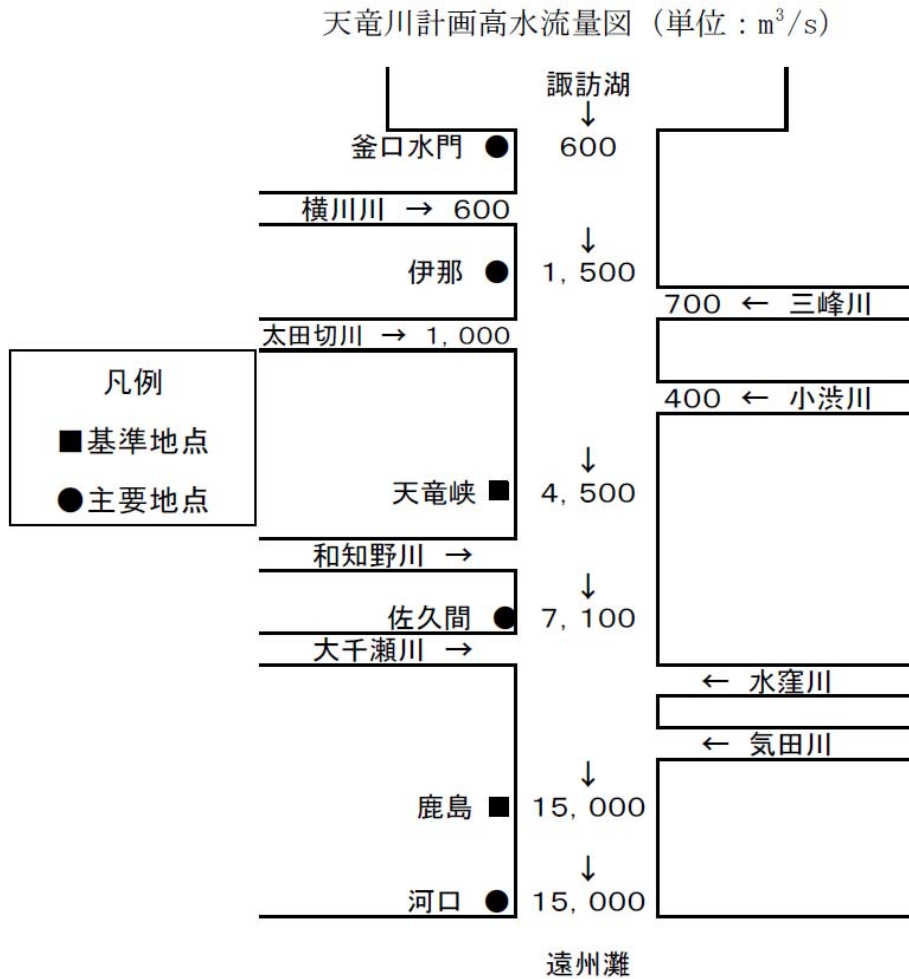 天竜川計画高水流量図（単位：m³/s）
諏訪湖
↓
釜口水門 ● 600
横川川 → 600
↓
伊那 ● 1,500
700 ← 三峰川
太田切川 → 1,000
凡例
■基準地点
●主要地点
400 ← 小渋川
↓
天竜峡 ■ 4,500
和知野川 →
↓
佐久間 ● 7,100
大千瀬川 →
← 水窪川
← 気田川
↓
鹿島 ■ 15,000
↓
河口 ● 15,000
遠州灘